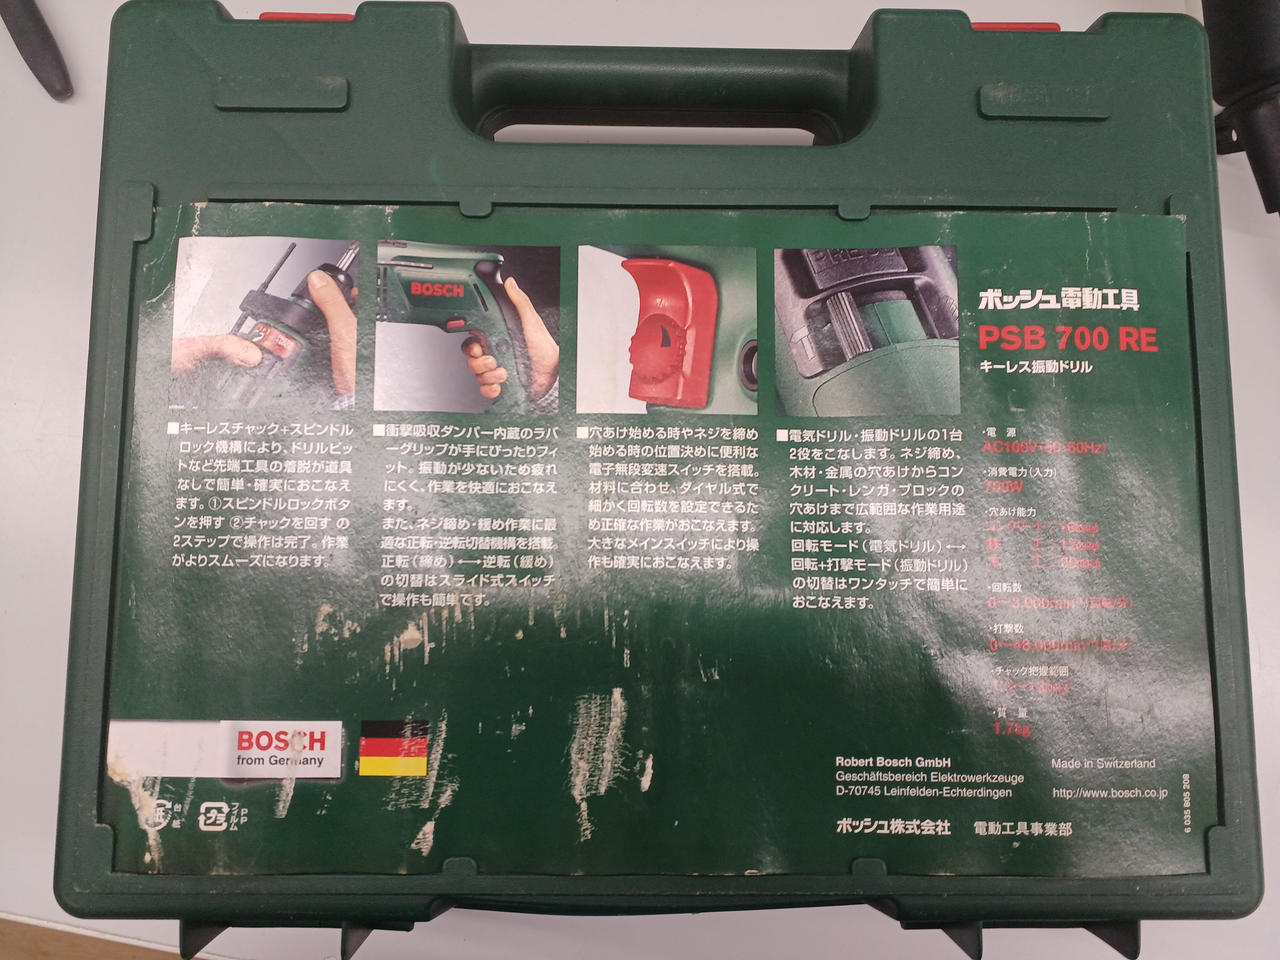 BOSCH
PRESS
ボッシュ電動工具
PSB 700 RE
キーレス振動ドリル
■キーレスチャック+スピンドル
ロック機構により、ドリルビッ
トなど先端工具の着脱が道具
なしで簡単・確実におこなえ
ます。①スピンドルロックボタ
ンを押す ②チャックを回す の
2ステップで操作は完了。作業
がよりスムーズになります。
■衝撃吸収ダンパー内蔵のラバ
ーグリップが手にぴったりフィ
ット。振動が少ないため疲れ
にくく、作業を快適におこなえ
ます。
また、ネジ締め・緩め作業に最
適な正転・逆転切替機構を搭載。
正転(締め)←→逆転(緩め)
の切替はスライド式スイッチ
で操作も簡単です。
■穴あけ始める時やネジを締め
始める時の位置決めに便利な
電子無段変速スイッチを搭載。
材料に合わせ、ダイヤル式で
細かく回転数を設定できるた
め正確な作業がおこなえます。
大きなメインスイッチにより操
作も確実におこなえます。
■電気ドリル・振動ドリルの1台
2役をこなします。ネジ締め、
木材・金属の穴あけからコン
クリート・レンガ・ブロックの
穴あけまで広範囲な作業用途
に対応します。
回転モード(電気ドリル)←→
回転+打撃モード(振動ドリル)
の切替はワンタッチで簡単に
おこなえます。
・電 源
AC100V(50-60Hz)
・消費電力(入力)
・穴あけ能力
・回転数
0～3,000min
・打撃数
0～48,000min
・チャック把握範囲
・質 量
1.7kg
BOSCH
from Germany
台紙
プラ
PP
フィルム
Robert Bosch GmbH
Geschäftsbereich Elektrowerkzeuge
D-70745 Leinfelden-Echterdingen
Made in Switzerland
http://www.bosch.co.jp
ボッシュ株式会社 電動工具事業部
6 035 805 208